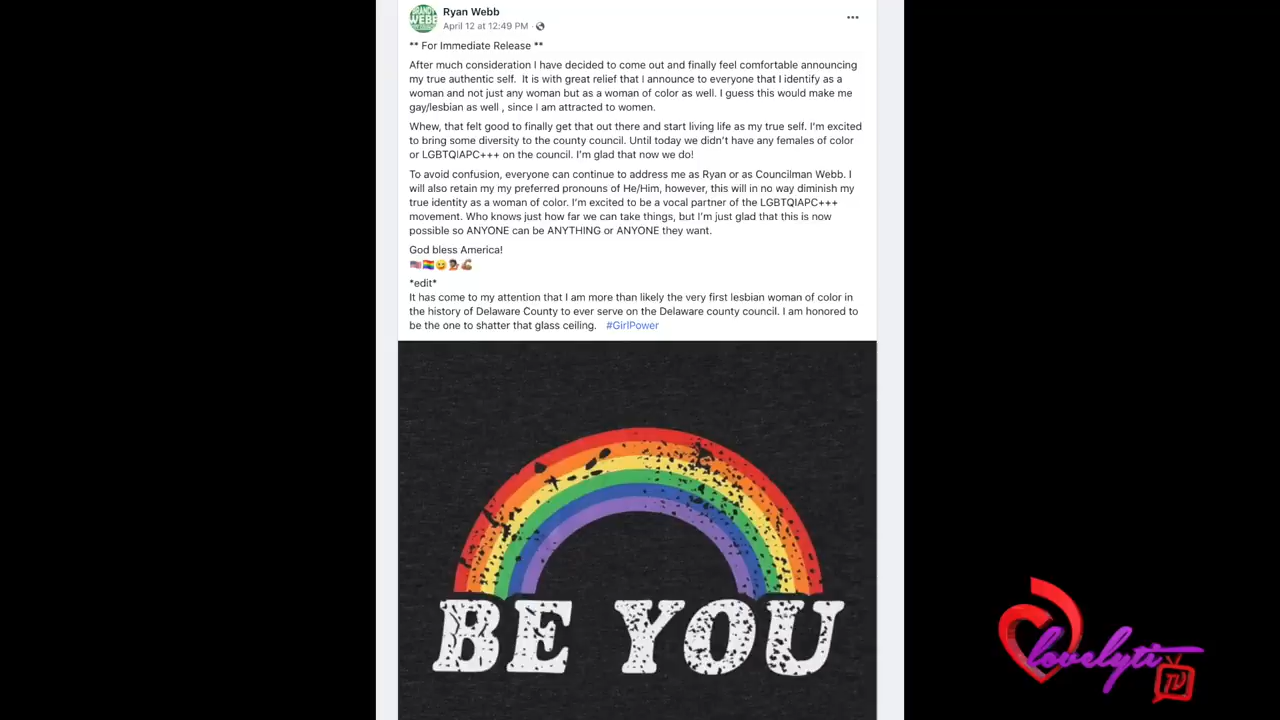 Ryan Webb
April 12 at 12:49 PM ·
** For Immediate Release **
After much consideration I have decided to come out and finally feel comfortable announcing
my true authentic self.  It is with great relief that I announce to everyone that I identify as a
woman and not just any woman but as a woman of color as well. I guess this would make me
gay/lesbian as well , since I am attracted to women.
Whew, that felt good to finally get that out there and start living life as my true self. I'm excited
to bring some diversity to the county council. Until today we didn't have any females of color
or LGBTQIAPC+++ on the council. I'm glad that now we do!
To avoid confusion, everyone can continue to address me as Ryan or as Councilman Webb. I
will also retain my my preferred pronouns of He/Him, however, this will in no way diminish my
true identity as a woman of color. I'm excited to be a vocal partner of the LGBTQIAPC+++
movement. Who knows just how far we can take things, but I'm just glad that this is now
possible so ANYONE can be ANYTHING or ANYONE they want.
God bless America!
*edit*
It has come to my attention that I am more than likely the very first lesbian woman of color in
the history of Delaware County to ever serve on the Delaware county council. I am honored to
be the one to shatter that glass ceiling.   #GirlPower
BE YOU
lovelyti
TV